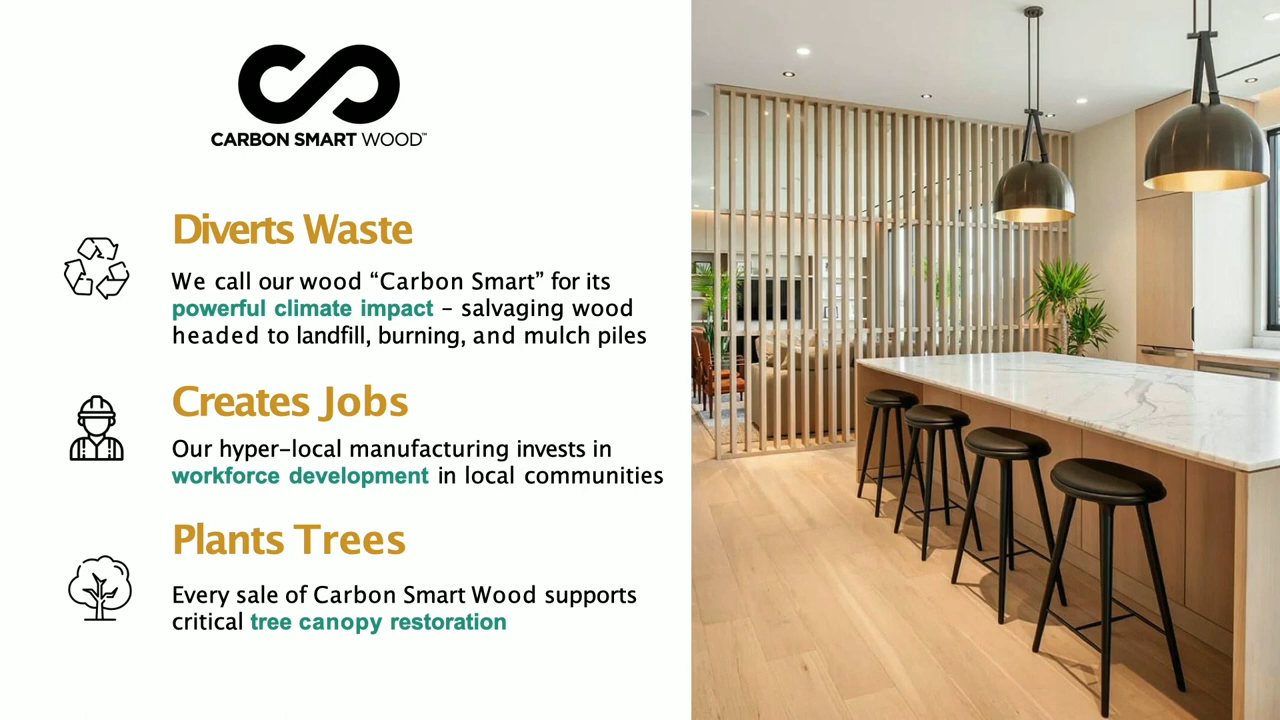 CARBON SMART WOOD™
Diverts Waste
We call our wood “Carbon Smart” for its
powerful climate impact – salvaging wood
headed to landfill, burning, and mulch piles
Creates Jobs
Our hyper-local manufacturing invests in
workforce development in local communities
Plants Trees
Every sale of Carbon Smart Wood supports
critical tree canopy restoration